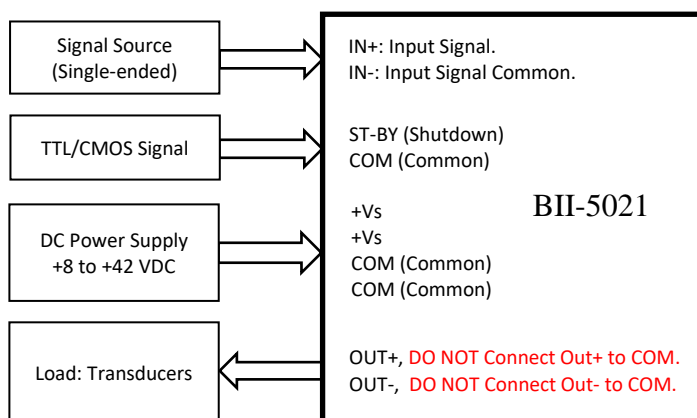 Signal Source
(Single-ended)
IN+: Input Signal.
IN-: Input Signal Common.
TTL/CMOS Signal
ST-BY (Shutdown)
COM (Common)
DC Power Supply
+8 to +42 VDC
+Vs
+Vs
COM (Common)
COM (Common)
BII-5021
Load: Transducers
OUT+, DO NOT Connect Out+ to COM.
OUT-, DO NOT Connect Out- to COM.